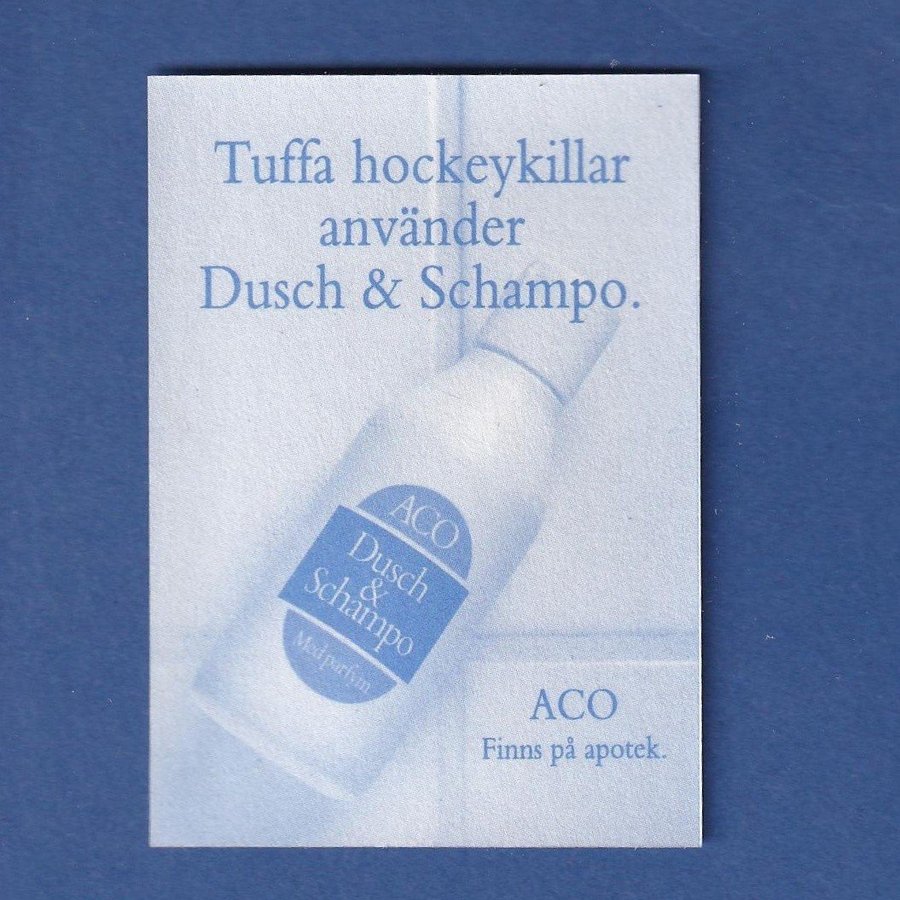 Tuffa hockeykillar
använder
Dusch & Schampo.
ACO
Dusch
&
Schampo
Med parfym
ACO
Finns på apotek.